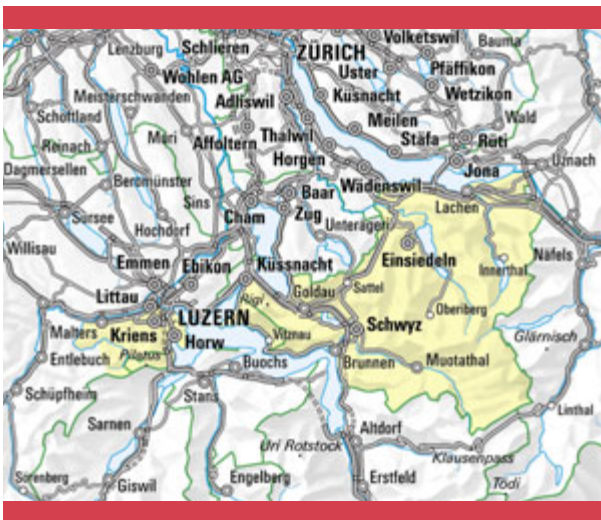 Lenzburg
Schlieren
ZÜRICH
Volketswil
Bauma
Wohlen AG
Uster
Pfäffikon
Meisterschwanden
Adliswil
Küsnacht
Wetzikon
Schöftland
Meilen
Wald
Reinach
Muri
Affoltern
Thalwil
Stäfa
Rüti
Dagmersellen
Horgen
Jona
Uznach
Beromünster
Sins
Baar
Wädenswil
Sursee
Cham
Zug
Lachen
Hochdorf
Unterägeri
Willisau
Emmen
Ebikon
Küssnacht
Einsiedeln
Näfels
Innerthal
Littau
Rigi
Goldau
Sattel
LUZERN
Oberiberg
Malters
Kriens
Horw
Vitznau
Schwyz
Glärnisch
Entlebuch
Pilatus
Buochs
Brunnen
Muotathal
Schüpfheim
Stans
Linthal
Sarnen
Altdorf
Uri Rotstock
Klausenpass
Sörenberg
Giswil
Engelberg
Erstfeld
Tödi